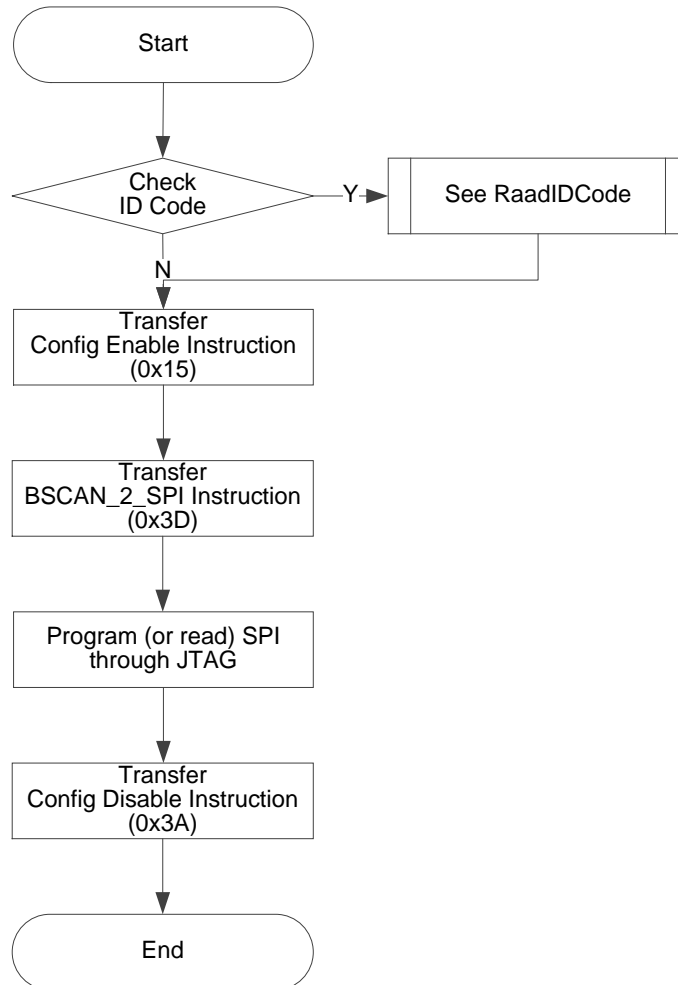 Start
Check
ID Code
Y
See RaadIDCode
N
Transfer
Config Enable Instruction
(0x15)
Transfer
BSCAN_2_SPI Instruction
(0x3D)
Program (or read) SPI
through JTAG
Transfer
Config Disable Instruction
(0x3A)
End